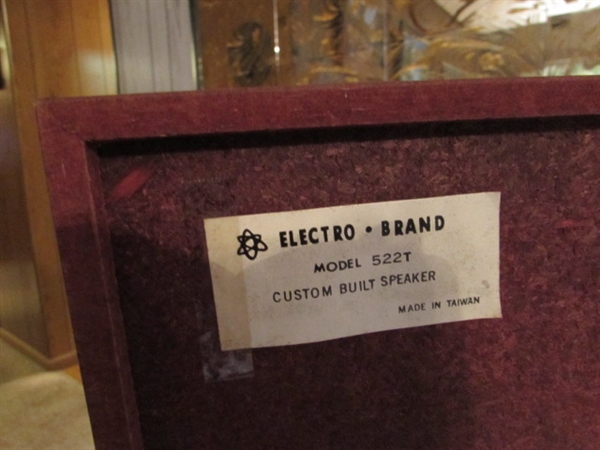 ELECTRO • BRAND
MODEL 522T
CUSTOM BUILT SPEAKER
MADE IN TAIWAN